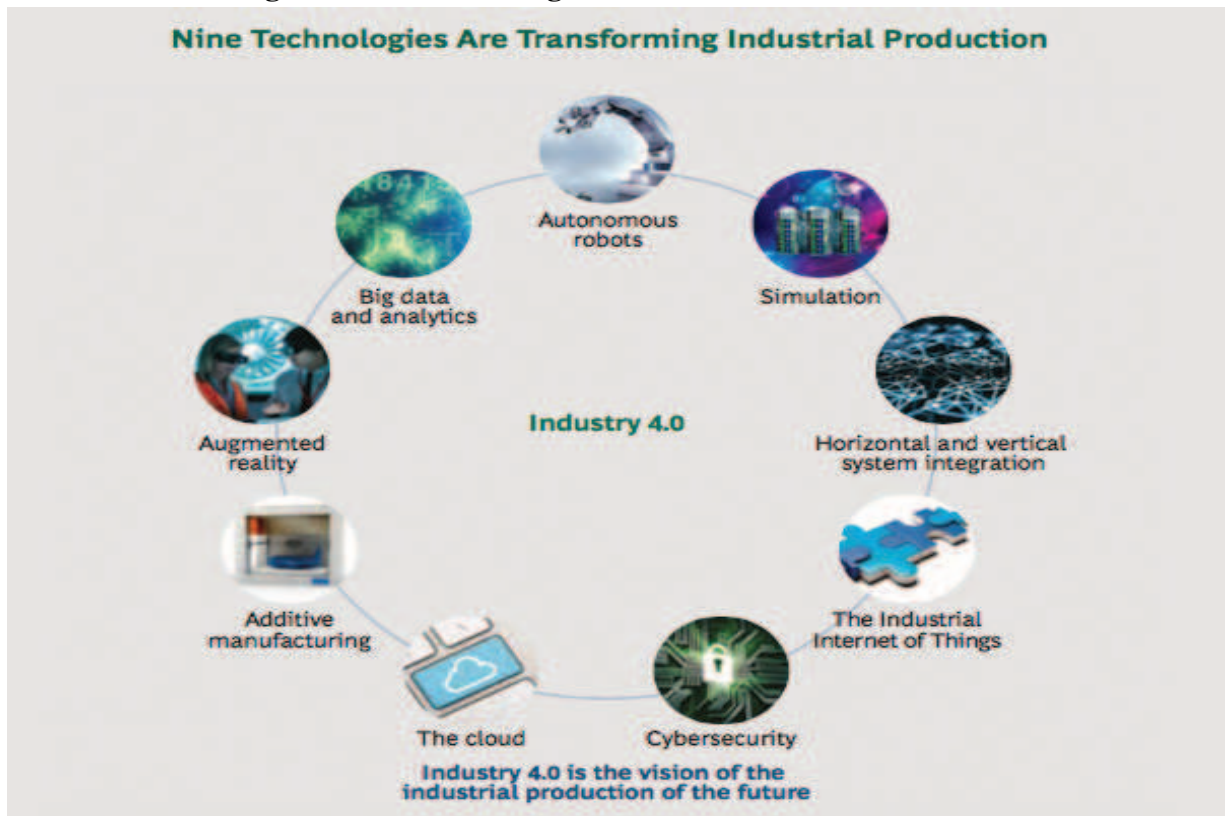 Nine Technologies Are Transforming Industrial Production
Autonomous
robots
Simulation
Horizontal and vertical
system integration
The Industrial
Internet of Things
Cybersecurity
The cloud
Additive
manufacturing
Augmented
reality
Big data
and analytics
Industry 4.0
Industry 4.0 is the vision of the
industrial production of the future